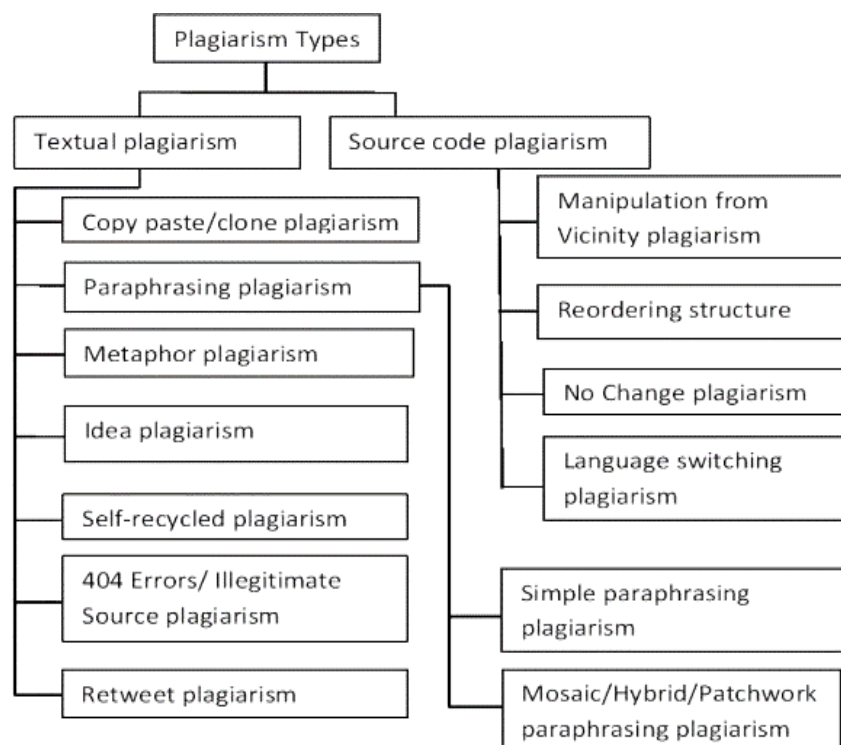 Plagiarism Types
Textual plagiarism
Source code plagiarism
Copy paste/clone plagiarism
Paraphrasing plagiarism
Metaphor plagiarism
Idea plagiarism
Self-recycled plagiarism
404 Errors/ Illegitimate
Source plagiarism
Retweet plagiarism
Manipulation from
Vicinity plagiarism
Reordering structure
No Change plagiarism
Language switching
plagiarism
Simple paraphrasing
plagiarism
Mosaic/Hybrid/Patchwork
paraphrasing plagiarism